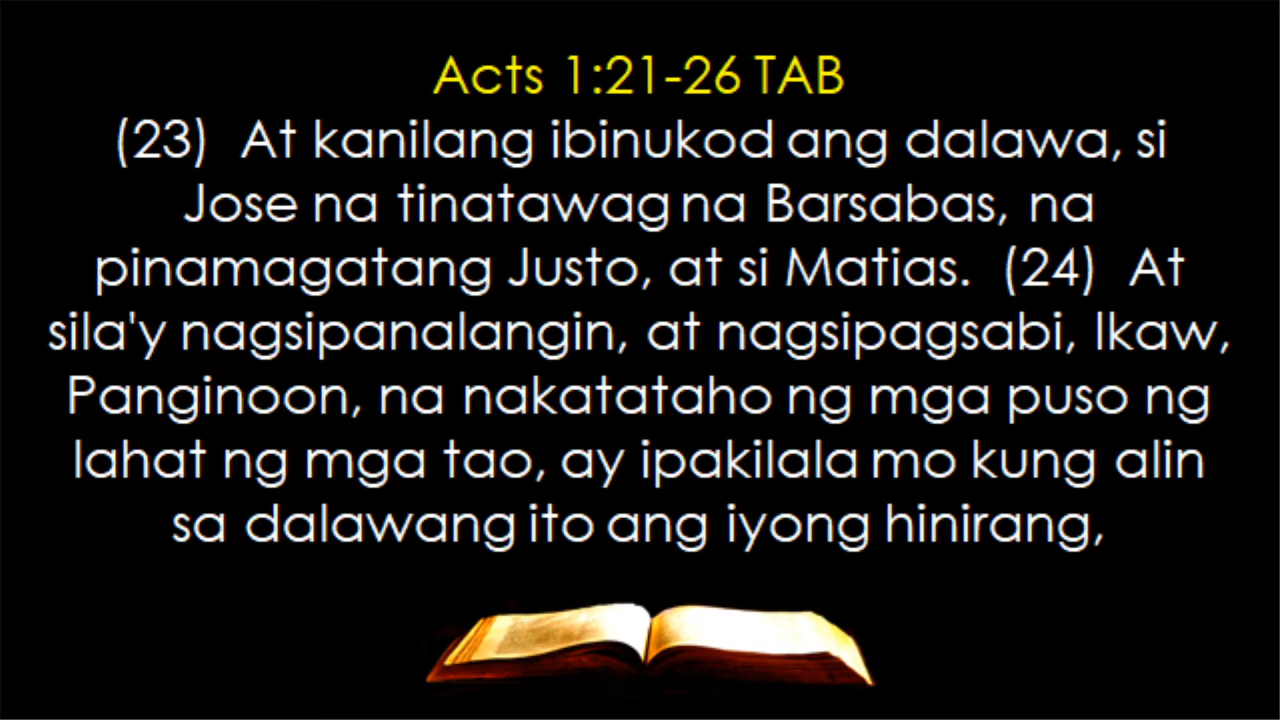 Acts 1:21-26 TAB
(23)  At kanilang ibinukod ang dalawa, si
Jose na tinatawag na Barsabas, na
pinamagatang Justo, at si Matias.  (24)  At
sila'y nagsipanalangin, at nagsipagsabi, Ikaw,
Panginoon, na nakatataho ng mga puso ng
lahat ng mga tao, ay ipakilala mo kung alin
sa dalawang ito ang iyong hinirang,